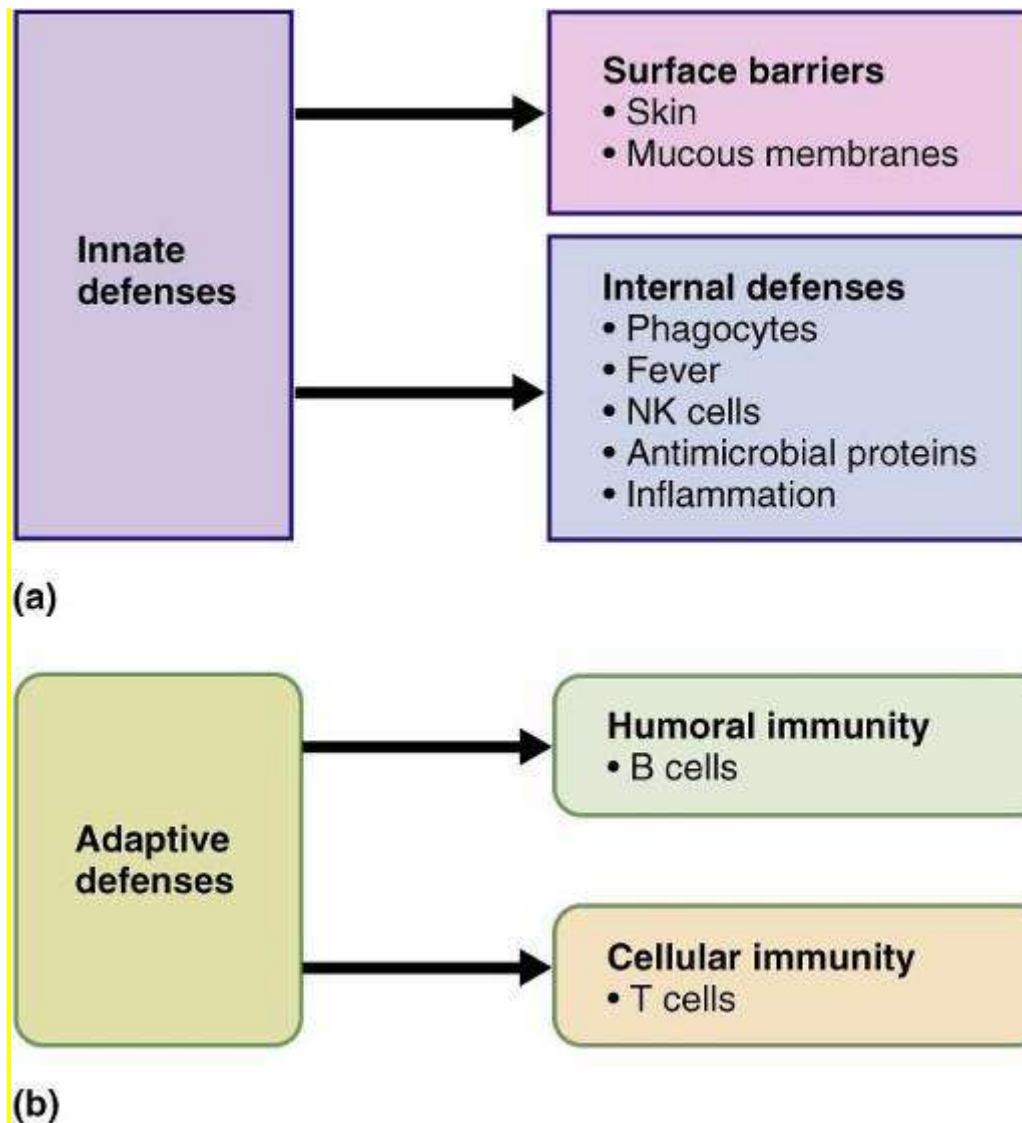 Innate
defenses
Surface barriers
• Skin
• Mucous membranes
Internal defenses
• Phagocytes
• Fever
• NK cells
• Antimicrobial proteins
• Inflammation
(a)
Adaptive
defenses
Humoral immunity
• B cells
Cellular immunity
• T cells
(b)